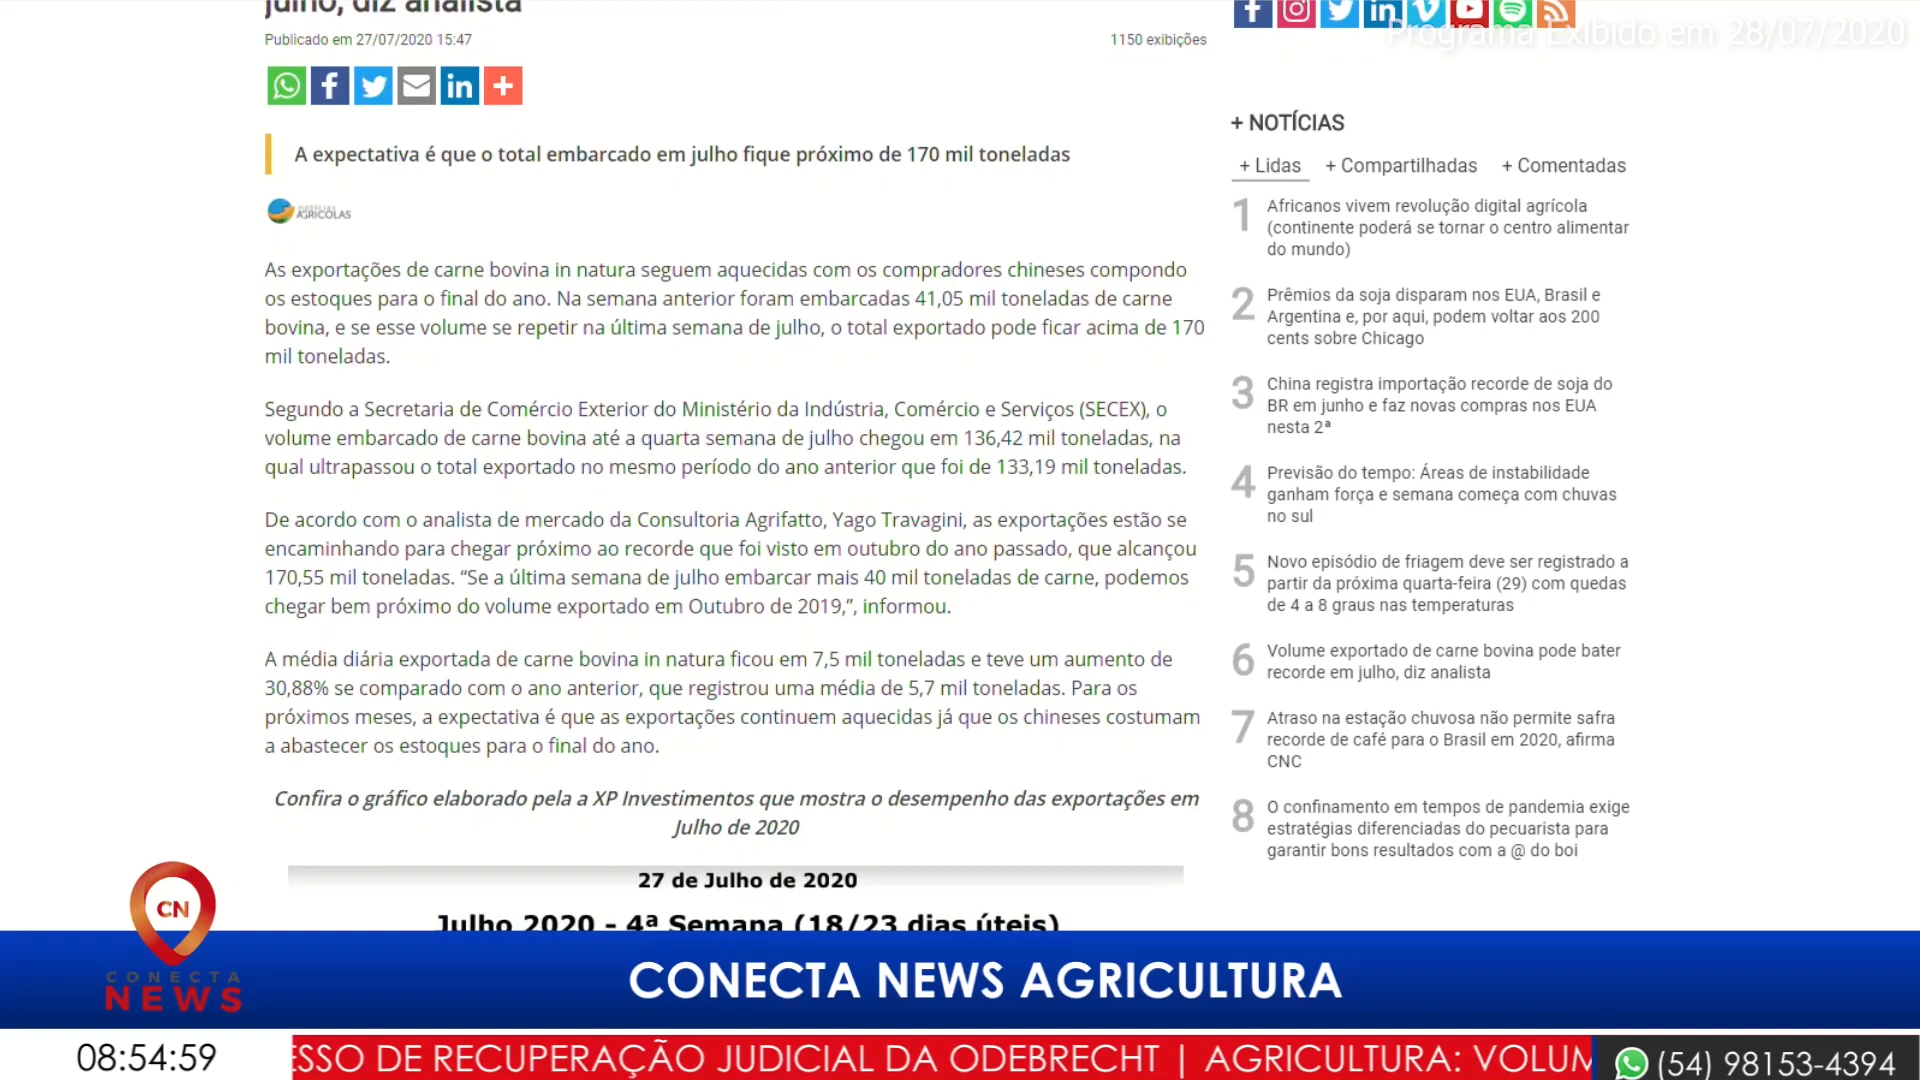 julho, diz analista
Publicado em 27/07/2020 15:47
1150 exibições
Programa Exibido em 28/07/2020
A expectativa é que o total embarcado em julho fique próximo de 170 mil toneladas
NOTÍCIAS
AGRÍCOLAS
As exportações de carne bovina in natura seguem aquecidas com os compradores chineses compondo
os estoques para o final do ano. Na semana anterior foram embarcadas 41,05 mil toneladas de carne
bovina, e se esse volume se repetir na última semana de julho, o total exportado pode ficar acima de 170
mil toneladas.
Segundo a Secretaria de Comércio Exterior do Ministério da Indústria, Comércio e Serviços (SECEX), o
volume embarcado de carne bovina até a quarta semana de julho chegou em 136,42 mil toneladas, na
qual ultrapassou o total exportado no mesmo período do ano anterior que foi de 133,19 mil toneladas.
De acordo com o analista de mercado da Consultoria Agrifatto, Yago Travagini, as exportações estão se
encaminhando para chegar próximo ao recorde que foi visto em outubro do ano passado, que alcançou
170,55 mil toneladas. “Se a última semana de julho embarcar mais 40 mil toneladas de carne, podemos
chegar bem próximo do volume exportado em Outubro de 2019,”, informou.
A média diária exportada de carne bovina in natura ficou em 7,5 mil toneladas e teve um aumento de
30,88% se comparado com o ano anterior, que registrou uma média de 5,7 mil toneladas. Para os
próximos meses, a expectativa é que as exportações continuem aquecidas já que os chineses costumam
a abastecer os estoques para o final do ano.
Confira o gráfico elaborado pela a XP Investimentos que mostra o desempenho das exportações em
Julho de 2020
27 de Julho de 2020
Julho 2020 - 4ª Semana (18/23 dias úteis)
+ NOTÍCIAS
+ Lidas + Compartilhadas + Comentadas
1 Africanos vivem revolução digital agrícola
(continente poderá se tornar o centro alimentar
do mundo)
2 Prêmios da soja disparam nos EUA, Brasil e
Argentina e, por aqui, podem voltar aos 200
cents sobre Chicago
3 China registra importação recorde de soja do
BR em junho e faz novas compras nos EUA
nesta 2ª
4 Previsão do tempo: Áreas de instabilidade
ganham força e semana começa com chuvas
no sul
5 Novo episódio de friagem deve ser registrado a
partir da próxima quarta-feira (29) com quedas
de 4 a 8 graus nas temperaturas
6 Volume exportado de carne bovina pode bater
recorde em julho, diz analista
7 Atraso na estação chuvosa não permite safra
recorde de café para o Brasil em 2020, afirma
CNC
8 O confinamento em tempos de pandemia exige
estratégias diferenciadas do pecuarista para
garantir bons resultados com a @ do boi
CN
CONECTA
NEWS
CONECTA NEWS AGRICULTURA
08:54:59
ESSO DE RECUPERAÇÃO JUDICIAL DA ODEBRECHT | AGRICULTURA: VOLUM
(54) 98153-4394